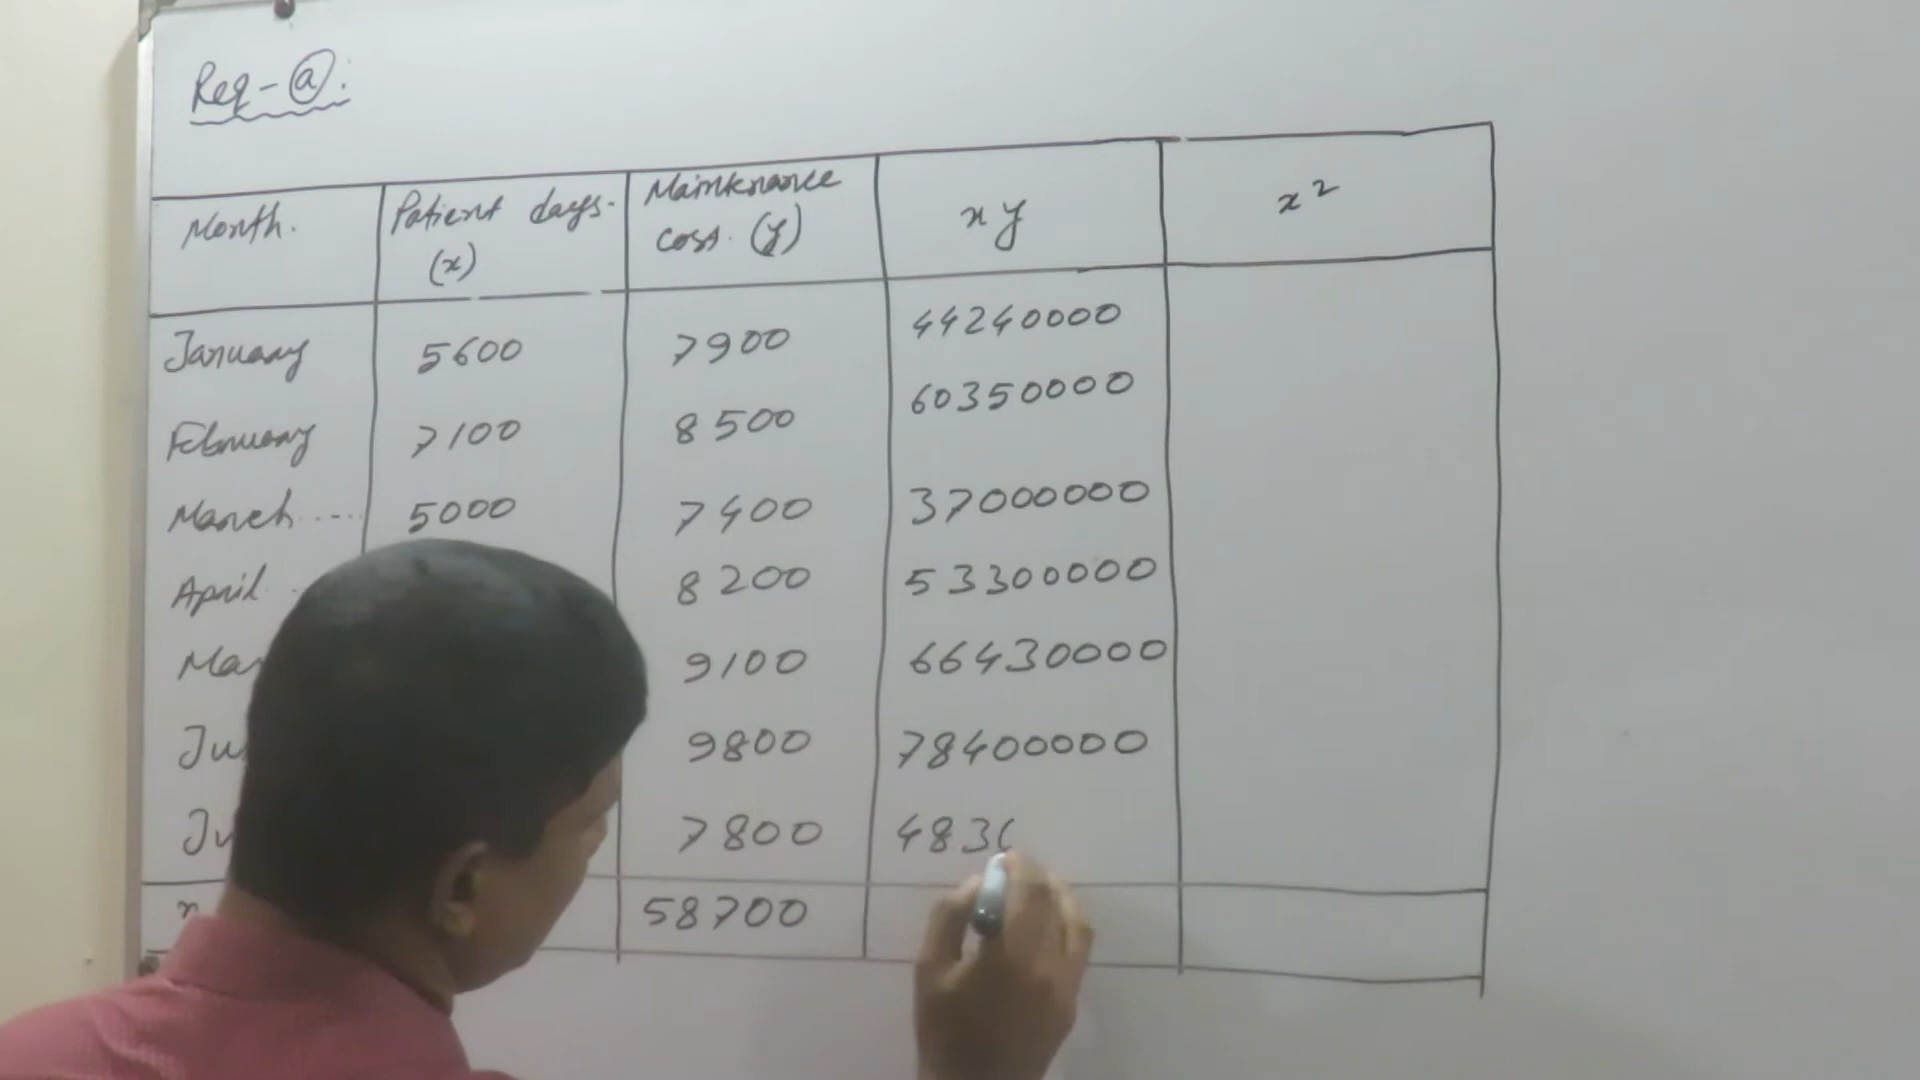 Req-ⓐ:
Month. Patient days. (x) Maintenance cost. (y) xy x²
January 5600 7900 44240000
February 7100 8500 60350000
March .... 5000 7400 37000000
April .. 8200 53300000
9100 66430000
9800 78400000
7800 483
n 58700